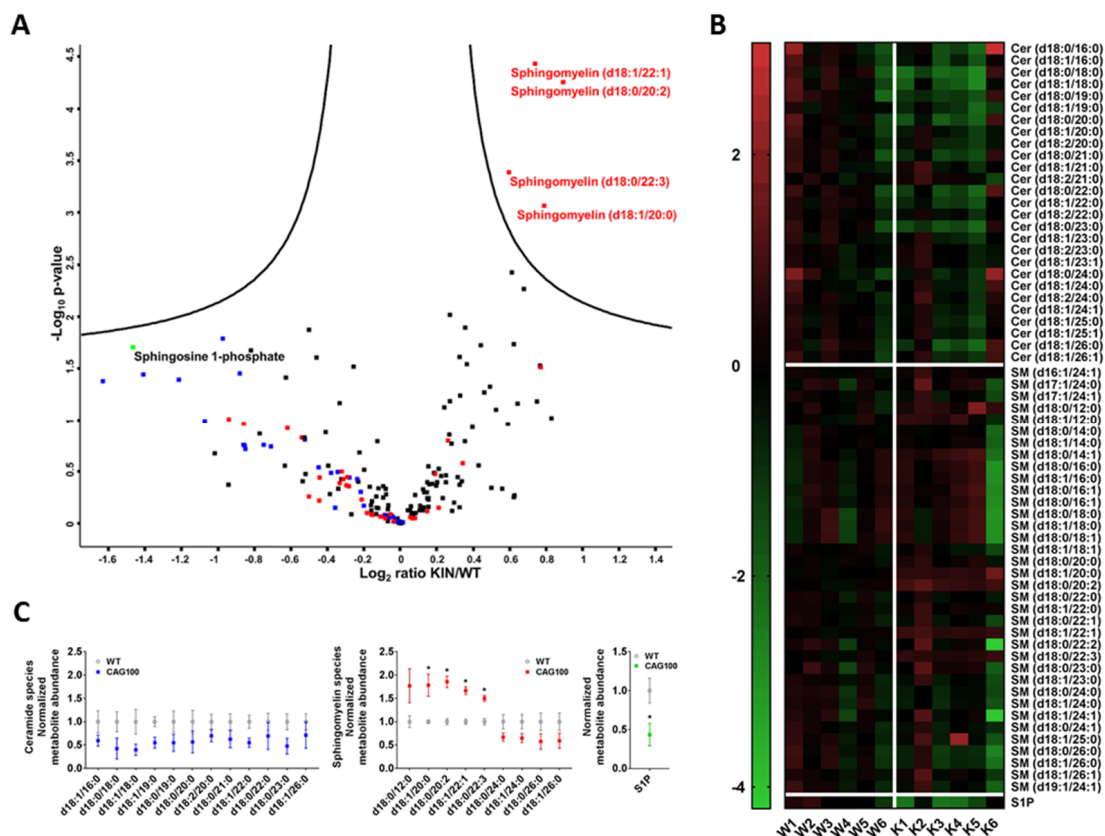 A
4.5
4
3.5
3
2.5
2
1.5
1
0.5
0
-Log10 p-value
Sphingomyelin (d18:1/22:1)
Sphingomyelin (d18:0/20:2)
Sphingomyelin (d18:0/22:3)
Sphingomyelin (d18:1/20:0)
Sphingosine 1-phosphate
-1.6 -1.4 -1.2 -1 -0.8 -0.6 -0.4 -0.2 0 0.2 0.4 0.6 0.8 1 1.2 1.4
Log2 ratio KIN/WT
B
2
0
-2
-4
Cer (d18:0/16:0)
Cer (d18:1/16:0)
Cer (d18:0/18:0)
Cer (d18:1/18:0)
Cer (d18:0/19:0)
Cer (d18:1/19:0)
Cer (d18:0/20:0)
Cer (d18:1/20:0)
Cer (d18:2/20:0)
Cer (d18:0/21:0)
Cer (d18:1/21:0)
Cer (d18:2/21:0)
Cer (d18:0/22:0)
Cer (d18:1/22:0)
Cer (d18:2/22:0)
Cer (d18:0/23:0)
Cer (d18:1/23:0)
Cer (d18:2/23:0)
Cer (d18:1/23:1)
Cer (d18:0/24:0)
Cer (d18:1/24:0)
Cer (d18:2/24:0)
Cer (d18:1/24:1)
Cer (d18:1/25:0)
Cer (d18:1/25:1)
Cer (d18:1/26:0)
Cer (d18:1/26:1)
SM (d16:1/24:1)
SM (d17:1/24:0)
SM (d17:1/24:1)
SM (d18:0/12:0)
SM (d18:1/12:0)
SM (d18:0/14:0)
SM (d18:1/14:0)
SM (d18:0/14:1)
SM (d18:0/16:0)
SM (d18:1/16:0)
SM (d18:0/16:1)
SM (d18:0/16:1)
SM (d18:0/18:0)
SM (d18:1/18:0)
SM (d18:0/18:1)
SM (d18:1/18:1)
SM (d18:0/20:0)
SM (d18:1/20:0)
SM (d18:0/20:2)
SM (d18:0/22:0)
SM (d18:1/22:0)
SM (d18:0/22:1)
SM (d18:1/22:1)
SM (d18:0/22:2)
SM (d18:0/22:3)
SM (d18:0/23:0)
SM (d18:1/23:0)
SM (d18:0/24:0)
SM (d18:1/24:0)
SM (d18:1/24:1)
SM (d18:0/24:1)
SM (d18:1/25:0)
SM (d18:0/26:0)
SM (d18:1/26:0)
SM (d18:1/26:1)
SM (d19:1/24:1)
S1P
W1 W2 W3 W4 W5 W6 K1 K2 K3 K4 K5 K6
C
Ceramide species
Normalized
metabolite abundance
2.5
2.0
1.5
1.0
0.5
0.0
WT
CAG100
d18:1/16:0 d18:0/18:0 d18:1/18:0 d18:1/19:0 d18:0/19:0 d18:0/20:0 d18:2/20:0 d18:0/21:0 d18:1/22:0 d18:0/22:0 d18:0/23:0 d18:1/26:0
Sphingomyelin species
Normalized
metabolite abundance
2.5
2.0
1.5
1.0
0.5
0.0
WT
CAG100
* * * *
d18:0/12:0 d18:1/20:0 d18:0/20:2 d18:1/22:1 d18:0/22:3 d18:0/24:0 d18:1/24:0 d18:0/26:0 d18:1/26:0
Normalized
metabolite abundance
2.5
2.0
1.5
1.0
0.5
0.0
WT
CAG100
*
S1P